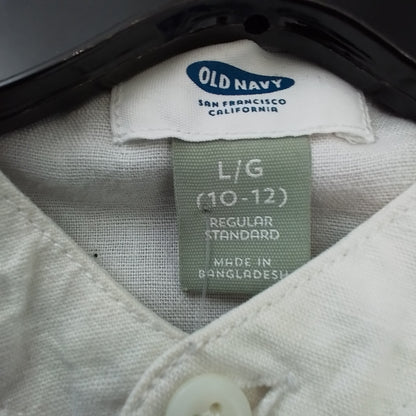 OLD NAVY
SAN FRANCISCO
CALIFORNIA
L/G
(10-12)
REGULAR
STANDARD
MADE IN
BANGLADESH